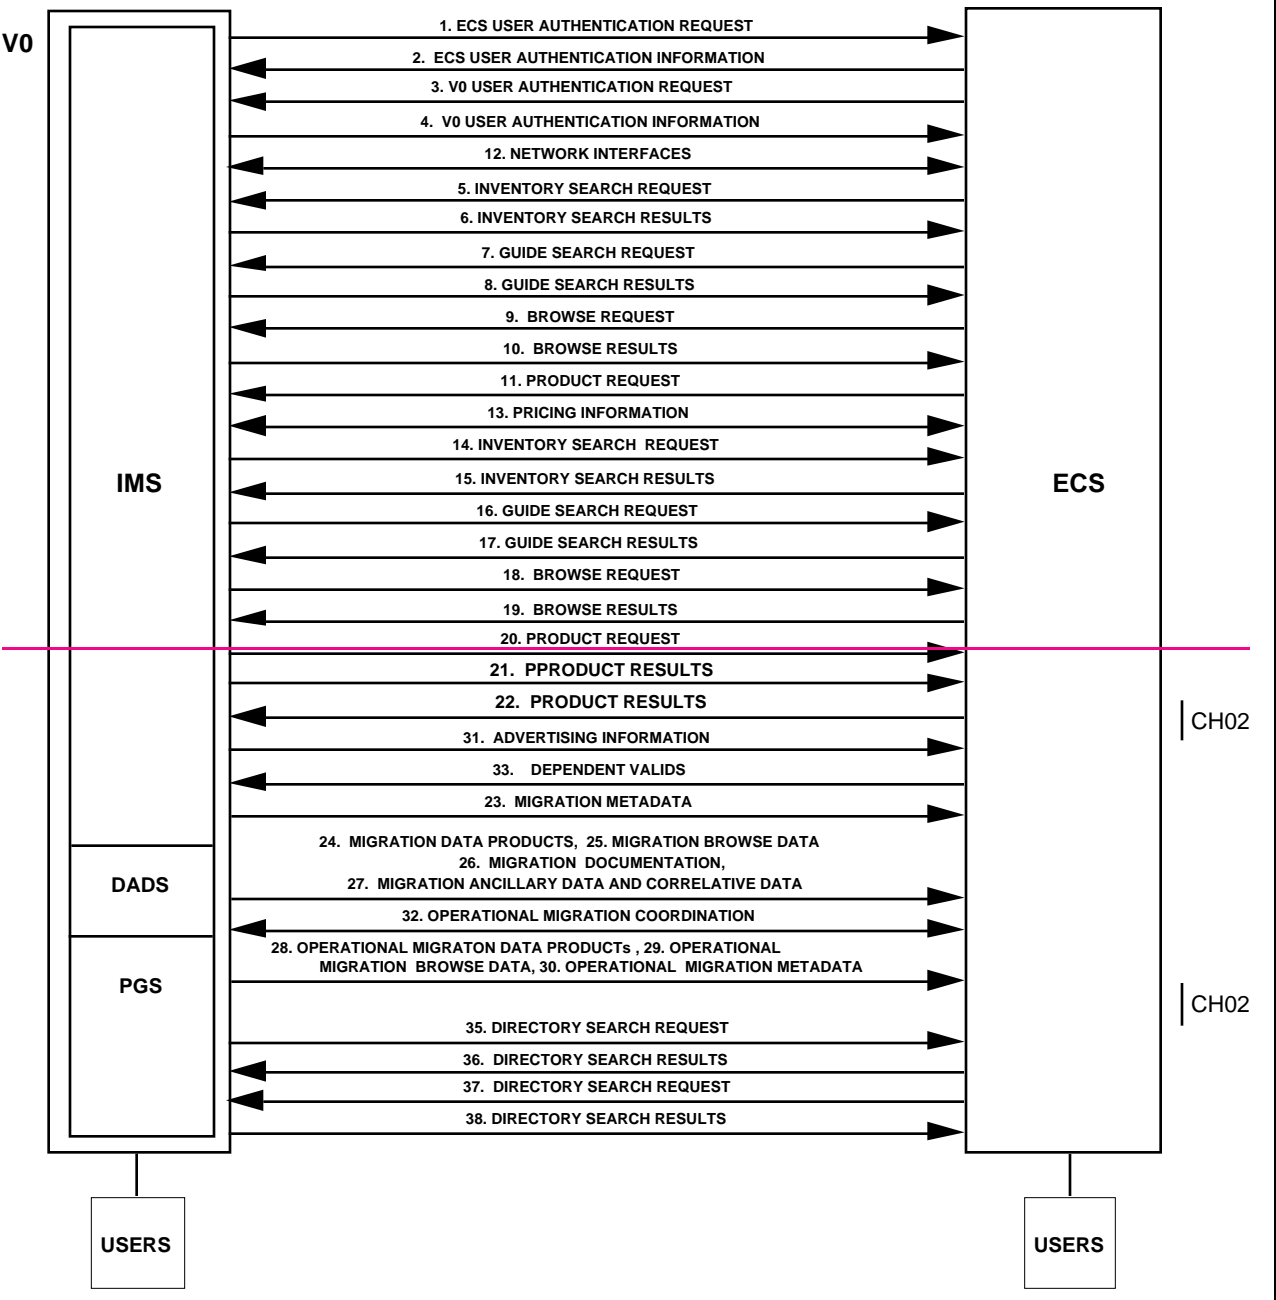 V0
1. ECS USER AUTHENTICATION REQUEST
2. ECS USER AUTHENTICATION INFORMATION
3. V0 USER AUTHENTICATION REQUEST
4. V0 USER AUTHENTICATION INFORMATION
12. NETWORK INTERFACES
5. INVENTORY SEARCH REQUEST
6. INVENTORY SEARCH RESULTS
7. GUIDE SEARCH REQUEST
8. GUIDE SEARCH RESULTS
9. BROWSE REQUEST
10. BROWSE RESULTS
11. PRODUCT REQUEST
13. PRICING INFORMATION
14. INVENTORY SEARCH REQUEST
15. INVENTORY SEARCH RESULTS
IMS
ECS
16. GUIDE SEARCH REQUEST
17. GUIDE SEARCH RESULTS
18. BROWSE REQUEST
19. BROWSE RESULTS
20. PRODUCT REQUEST
21. PPRODUCT RESULTS
22. PRODUCT RESULTS
CH02
31. ADVERTISING INFORMATION
33. DEPENDENT VALIDS
23. MIGRATION METADATA
24. MIGRATION DATA PRODUCTS, 25. MIGRATION BROWSE DATA
26. MIGRATION DOCUMENTATION,
27. MIGRATION ANCILLARY DATA AND CORRELATIVE DATA
DADS
32. OPERATIONAL MIGRATION COORDINATION
28. OPERATIONAL MIGRATON DATA PRODUCTs , 29. OPERATIONAL
MIGRATION BROWSE DATA, 30. OPERATIONAL MIGRATION METADATA
PGS
CH02
35. DIRECTORY SEARCH REQUEST
36. DIRECTORY SEARCH RESULTS
37. DIRECTORY SEARCH REQUEST
38. DIRECTORY SEARCH RESULTS
USERS
USERS